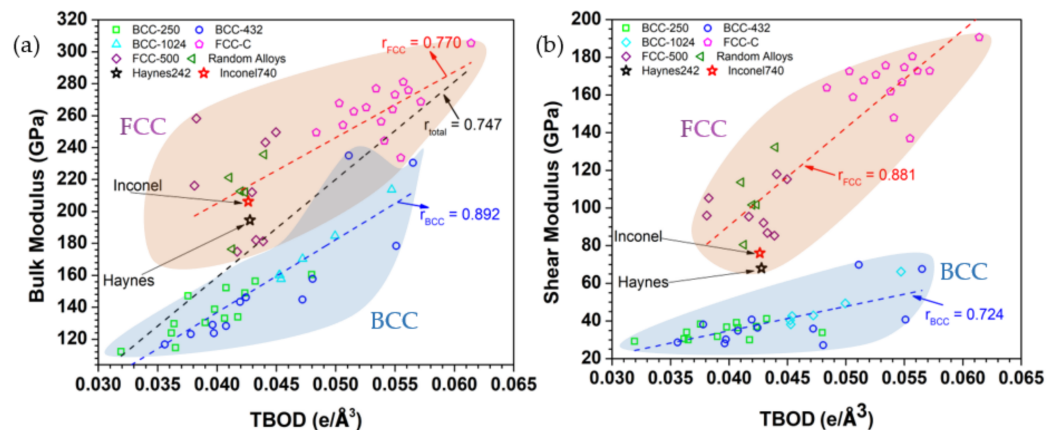 (a)
BCC-250 BCC-432
BCC-1024 FCC-C
FCC-500 Random Alloys
Haynes242 Inconel740
r_FCC = 0.770
r_total = 0.747
r_BCC = 0.892
FCC
Inconel
Haynes
BCC
Bulk Modulus (GPa)
320
300
280
260
240
220
200
180
160
140
120
0.030 0.035 0.040 0.045 0.050 0.055 0.060 0.065
TBOD (e/Å³)
(b)
BCC-250 BCC-432
BCC-1024 FCC-C
FCC-500 Random Alloys
Haynes242 Inconel740
FCC
r_FCC = 0.881
Inconel
Haynes
BCC
r_BCC = 0.724
Shear Modulus (GPa)
200
180
160
140
120
100
80
60
40
20
0.030 0.035 0.040 0.045 0.050 0.055 0.060 0.065
TBOD (e/Å³)